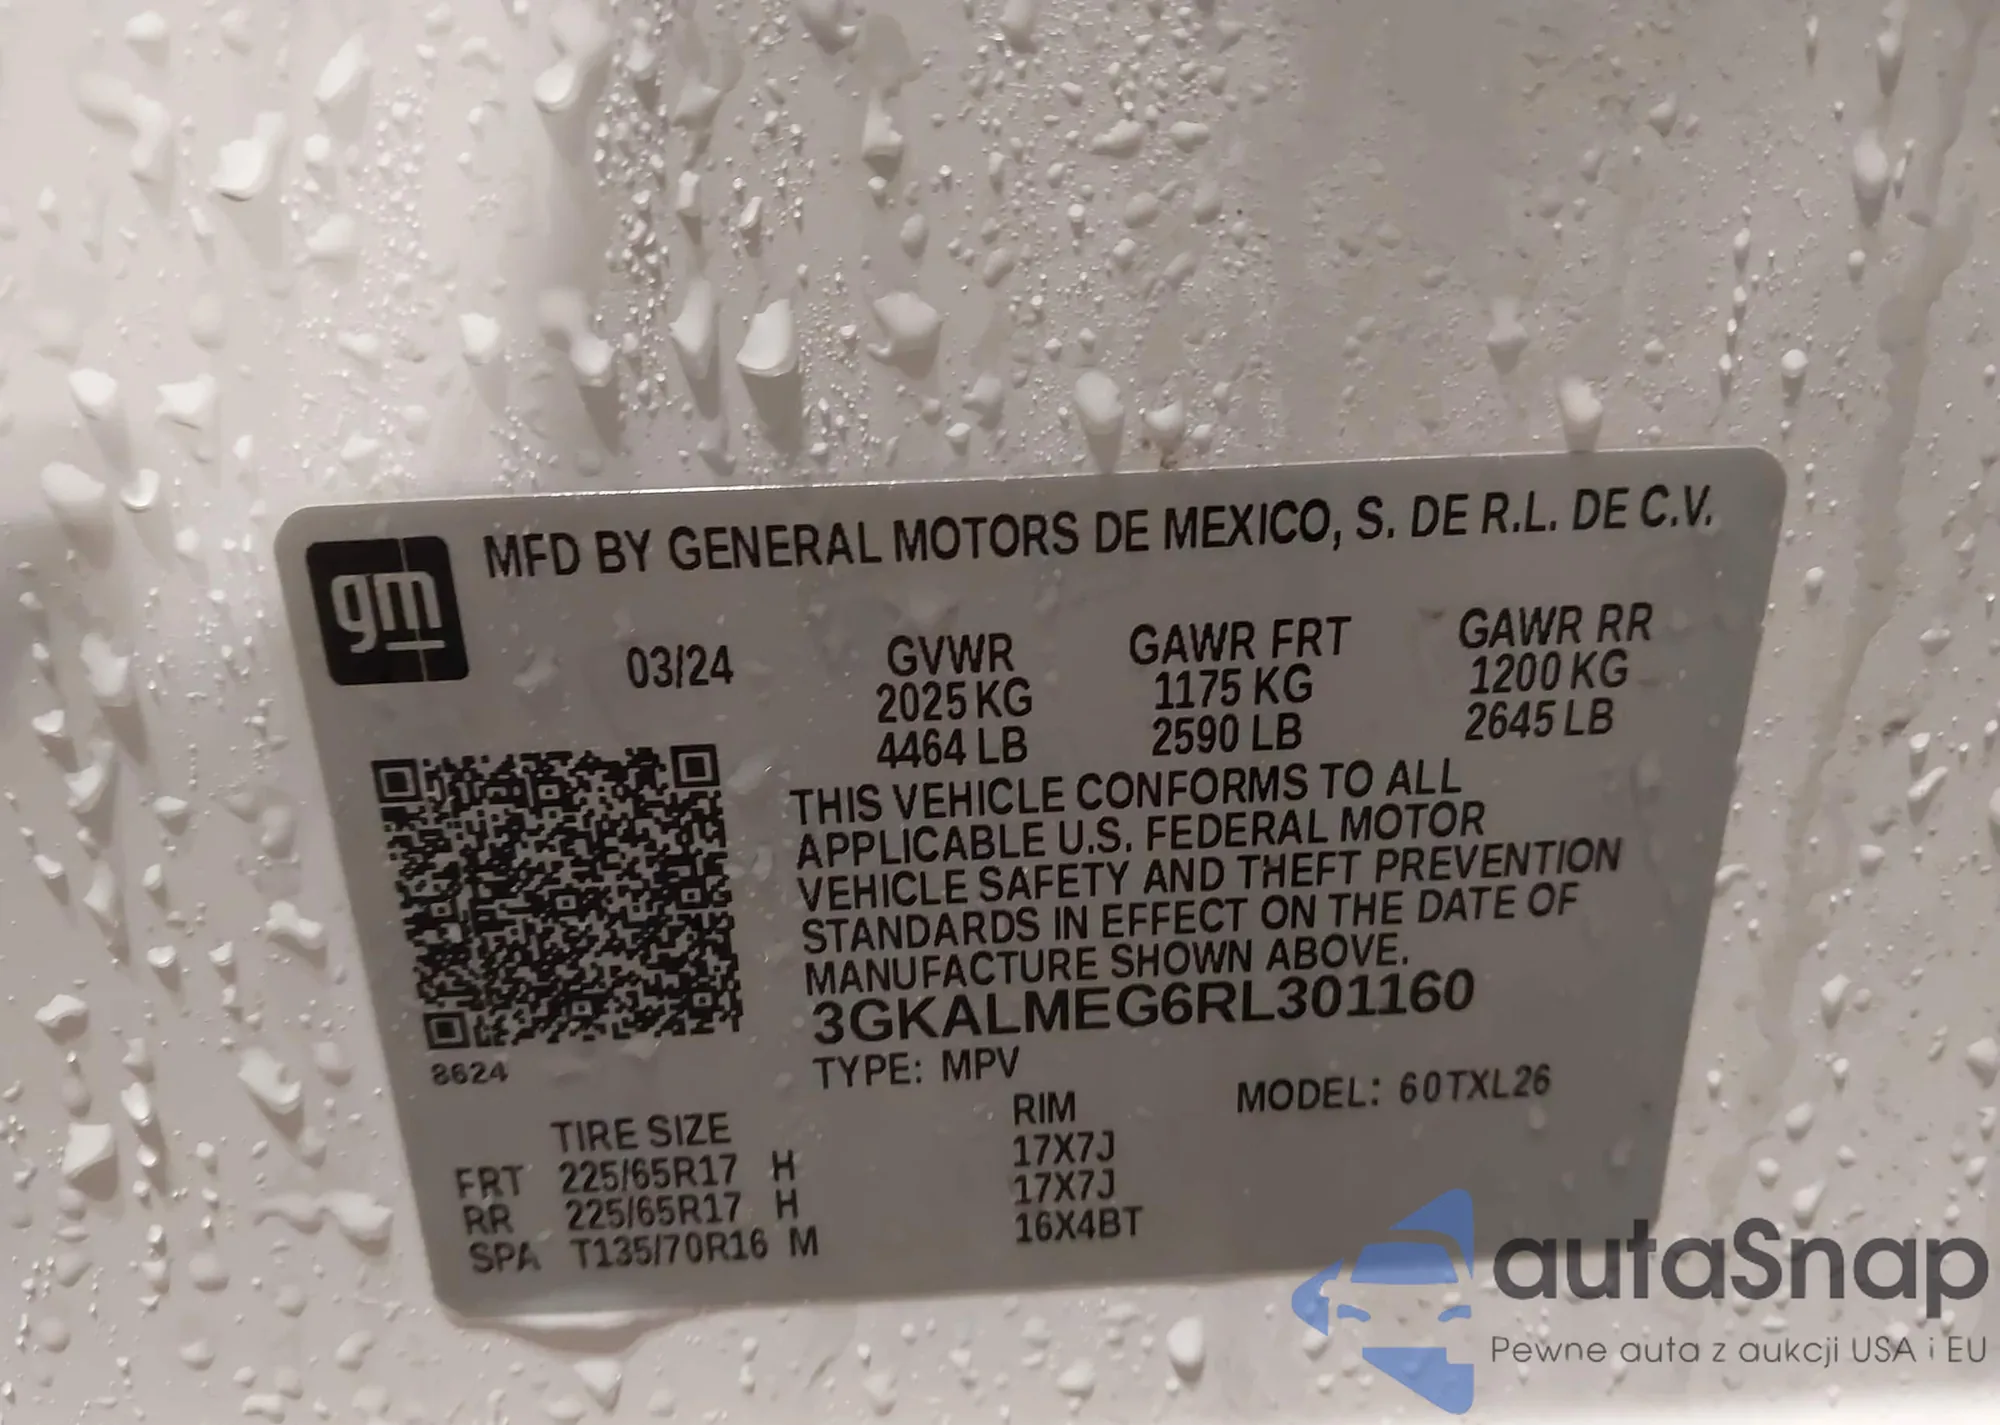 gm
MFD BY GENERAL MOTORS DE MEXICO, S. DE R.L. DE C.V.
03/24 GVWR GAWR FRT GAWR RR
2025 KG 1175 KG 1200 KG
4464 LB 2590 LB 2645 LB
THIS VEHICLE CONFORMS TO ALL
APPLICABLE U.S. FEDERAL MOTOR
VEHICLE SAFETY AND THEFT PREVENTION
STANDARDS IN EFFECT ON THE DATE OF
MANUFACTURE SHOWN ABOVE.
3GKALMEG6RL301160
8624
TYPE: MPV MODEL: 60TXL26
TIRE SIZE RIM
FRT 225/65R17 H 17X7J
RR 225/65R17 H 17X7J
SPA T135/70R16 M 16X4BT
autaSnap
Pewne auta z aukcji USA i EU